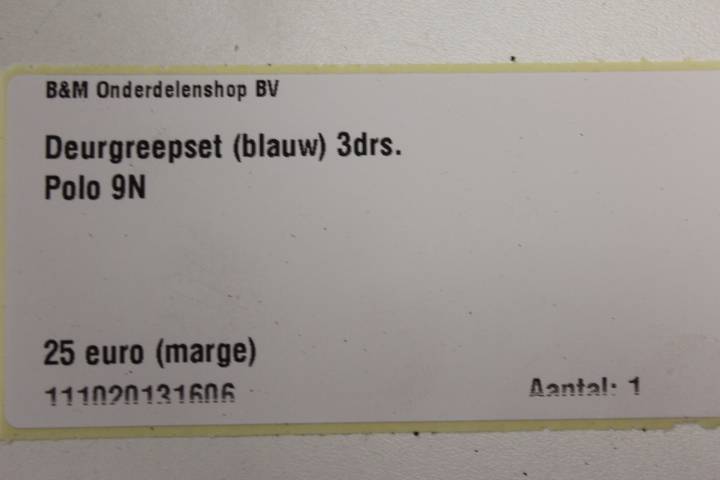 B&M Onderdelenshop BV
Deurgreepset (blauw) 3drs.
Polo 9N
25 euro (marge)
111020131606
Aantal: 1